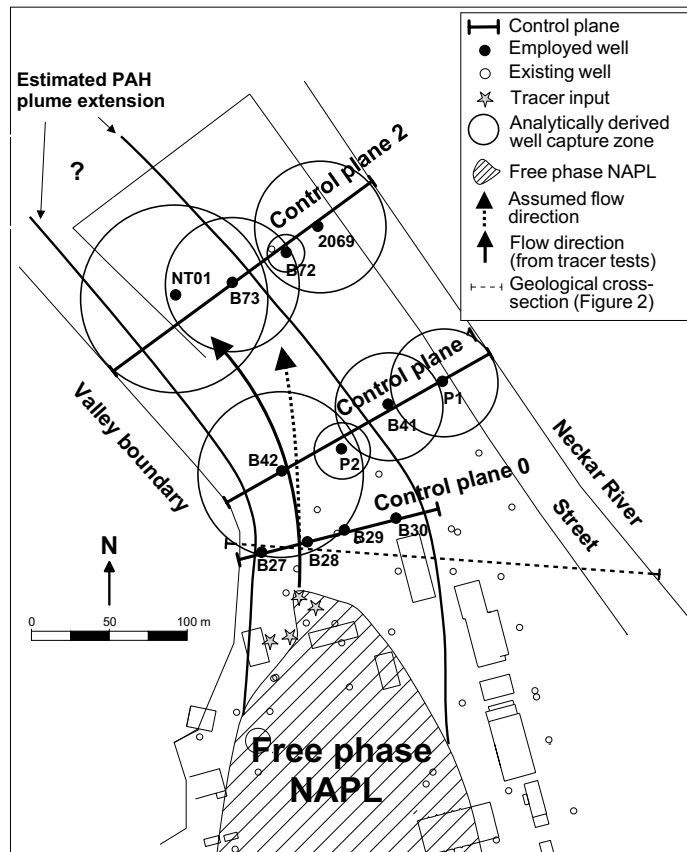 Control plane
Employed well
Existing well
Tracer input
Analytically derived
well capture zone
Free phase NAPL
Assumed flow
direction
Flow direction
(from tracer tests)
Geological cross-
section (Figure 2)
Estimated PAH
plume extension
?
Control plane 2
2069
B72
NT01
B73
Control plane 1
P1
B41
P2
B42
Valley boundary
Neckar River
Street
Control plane 0
B30
B29
B28
B27
N
0 50 100 m
Free phase
NAPL